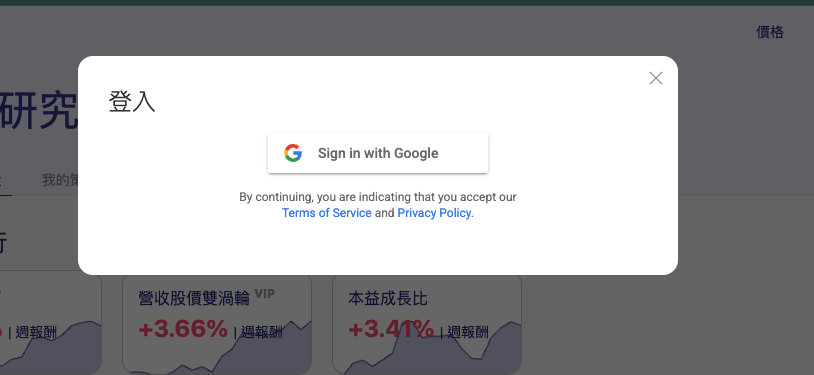 價格
研究
登入
Sign in with Google
我的策
By continuing, you are indicating that you accept our
Terms of Service and Privacy Policy.
行
營收股價雙渦輪 VIP
本益成長比
% | 週報酬
+3.66% | 週報酬
+3.41% | 週報酬